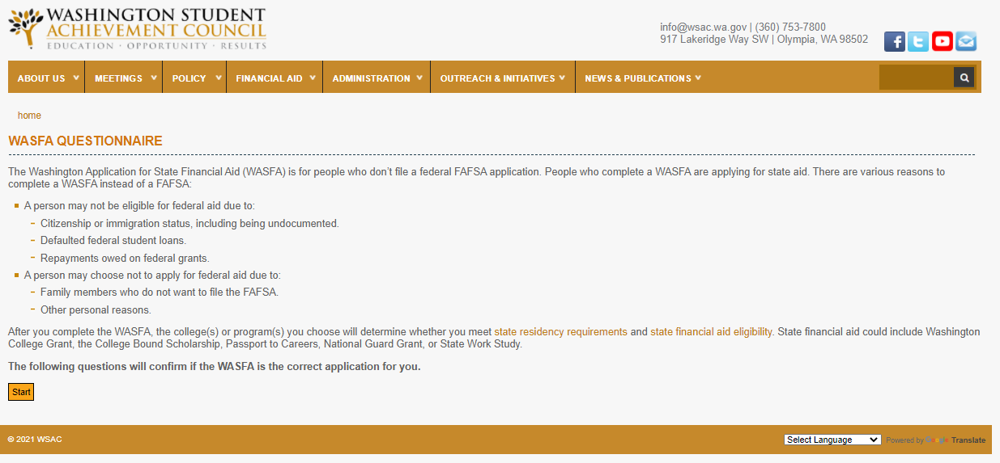 WASHINGTON STUDENT
ACHIEVEMENT COUNCIL
EDUCATION · OPPORTUNITY · RESULTS
info@wsac.wa.gov | (360) 753-7800
917 Lakeridge Way SW | Olympia, WA 98502
ABOUT US MEETINGS POLICY FINANCIAL AID ADMINISTRATION OUTREACH & INITIATIVES NEWS & PUBLICATIONS
home
WASFA QUESTIONNAIRE
The Washington Application for State Financial Aid (WASFA) is for people who don't file a federal FAFSA application. People who complete a WASFA are applying for state aid. There are various reasons to
complete a WASFA instead of a FAFSA:
A person may not be eligible for federal aid due to:
Citizenship or immigration status, including being undocumented.
Defaulted federal student loans.
Repayments owed on federal grants.
A person may choose not to apply for federal aid due to:
Family members who do not want to file the FAFSA.
Other personal reasons.
After you complete the WASFA, the college(s) or program(s) you choose will determine whether you meet state residency requirements and state financial aid eligibility. State financial aid could include Washington
College Grant, the College Bound Scholarship, Passport to Careers, National Guard Grant, or State Work Study.
The following questions will confirm if the WASFA is the correct application for you.
Start
© 2021 WSAC
Select Language Powered by Google Translate